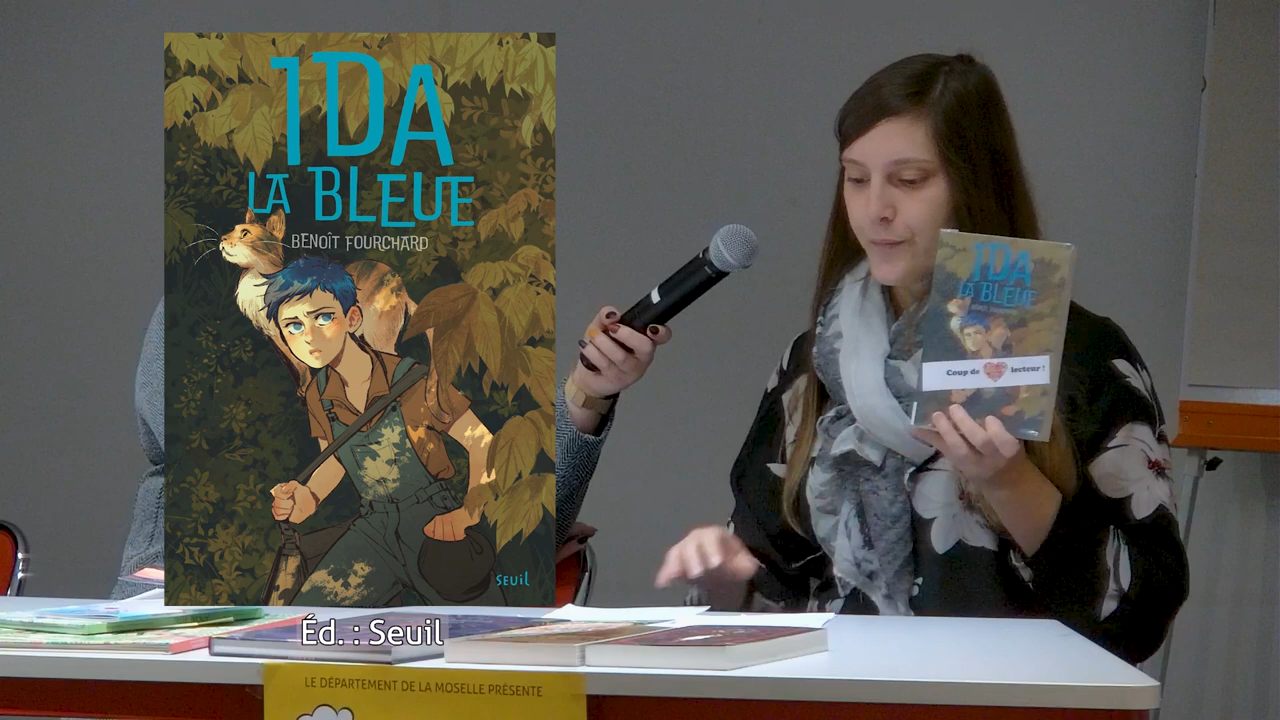 IDA
LA BLEUE
BENOÎT FOURCHARD
SEUIL
Éd. : Seuil
IDA
LA BLEUE
Coup de lecteur !
LE DÉPARTEMENT DE LA MOSELLE PRÉSENTE